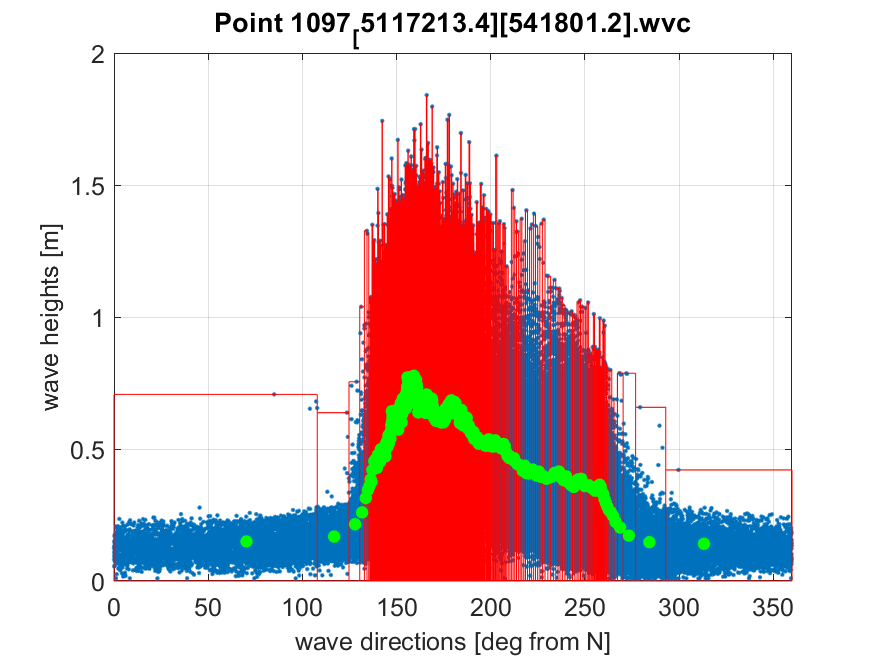 Point 1097[5117213.4][541801.2].wvc
2
1.5
1
0.5
0
0 50 100 150 200 250 300 350
wave heights [m]
wave directions [deg from N]